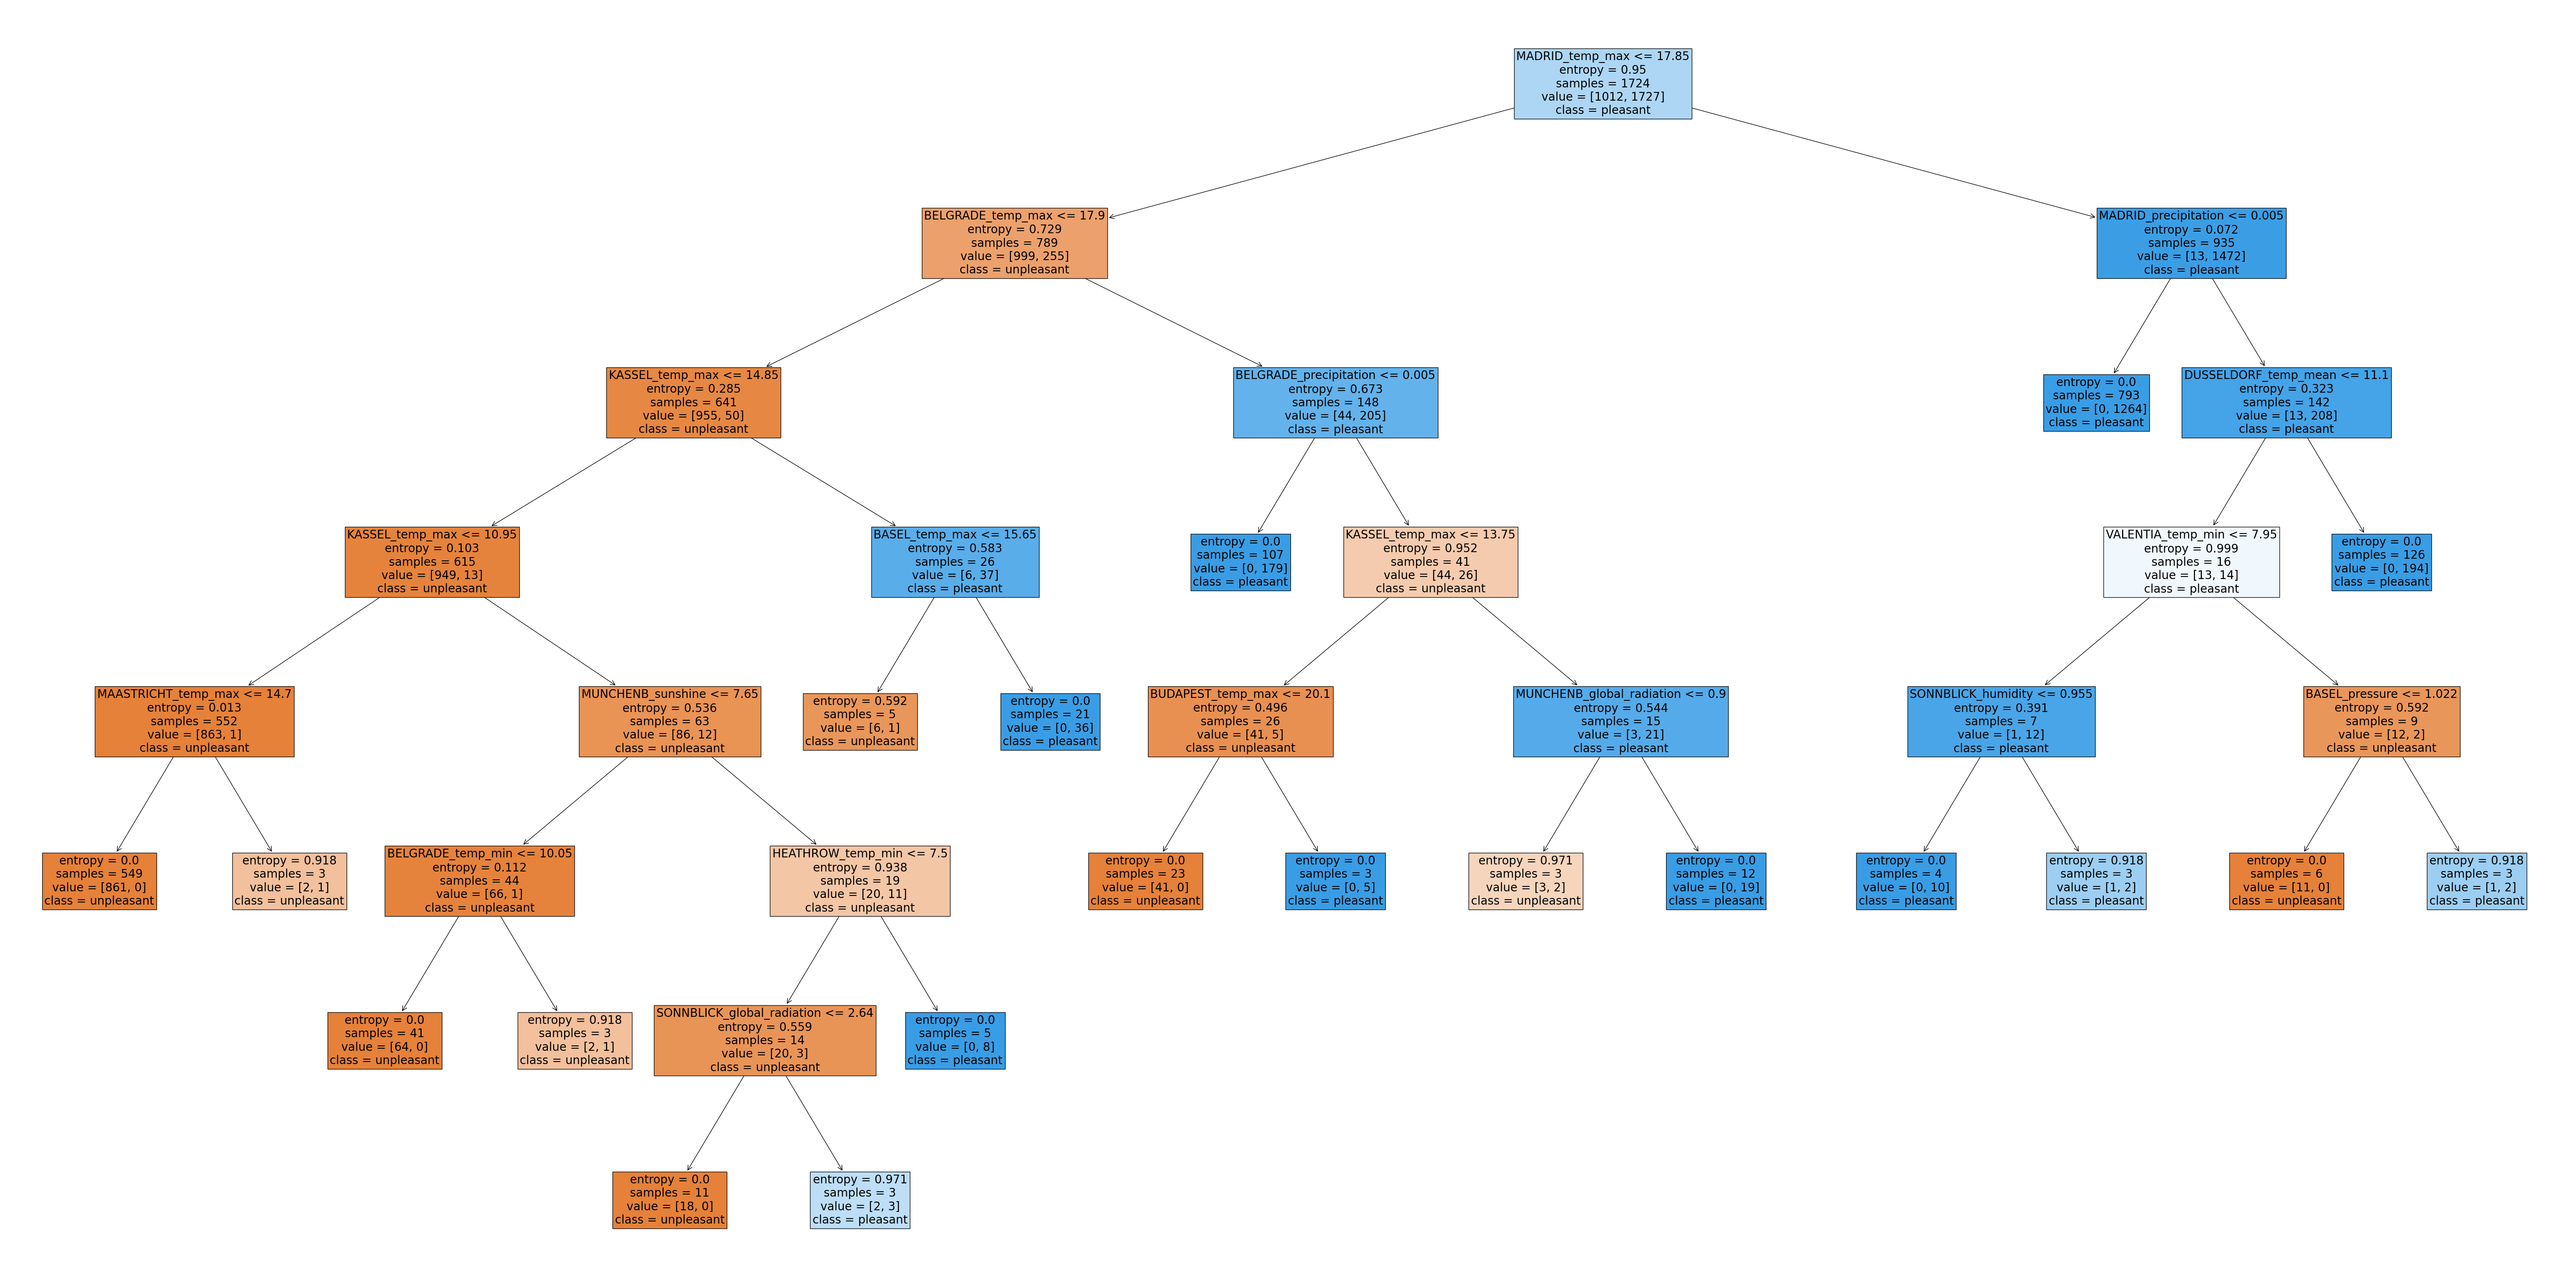 MADRID_temp_max <= 17.85
entropy = 0.95
samples = 1724
value = [1012, 1727]
class = pleasant
BELGRADE_temp_max <= 17.9
entropy = 0.729
samples = 789
value = [999, 255]
class = unpleasant
MADRID_precipitation <= 0.005
entropy = 0.072
samples = 935
value = [13, 1472]
class = pleasant
KASSEL_temp_max <= 14.85
entropy = 0.285
samples = 641
value = [955, 50]
class = unpleasant
BELGRADE_precipitation <= 0.005
entropy = 0.673
samples = 148
value = [44, 205]
class = pleasant
entropy = 0.0
samples = 793
value = [0, 1264]
class = pleasant
DUSSELDORF_temp_mean <= 11.1
entropy = 0.323
samples = 142
value = [13, 208]
class = pleasant
KASSEL_temp_max <= 10.95
entropy = 0.103
samples = 615
value = [949, 13]
class = unpleasant
BASEL_temp_max <= 15.65
entropy = 0.583
samples = 26
value = [6, 37]
class = pleasant
entropy = 0.0
samples = 107
value = [0, 179]
class = pleasant
KASSEL_temp_max <= 13.75
entropy = 0.952
samples = 41
value = [44, 26]
class = unpleasant
VALENTIA_temp_min <= 7.95
entropy = 0.999
samples = 16
value = [13, 14]
class = pleasant
entropy = 0.0
samples = 126
value = [0, 194]
class = pleasant
MAASTRICHT_temp_max <= 14.7
entropy = 0.013
samples = 552
value = [863, 1]
class = unpleasant
MUNCHENB_sunshine <= 7.65
entropy = 0.536
samples = 63
value = [86, 12]
class = unpleasant
entropy = 0.592
samples = 5
value = [6, 1]
class = unpleasant
entropy = 0.0
samples = 21
value = [0, 36]
class = pleasant
BUDAPEST_temp_max <= 20.1
entropy = 0.496
samples = 26
value = [41, 5]
class = unpleasant
MUNCHENB_global_radiation <= 0.9
entropy = 0.544
samples = 15
value = [3, 21]
class = pleasant
SONNBLICK_humidity <= 0.955
entropy = 0.391
samples = 7
value = [1, 12]
class = pleasant
BASEL_pressure <= 1.022
entropy = 0.592
samples = 9
value = [12, 2]
class = unpleasant
entropy = 0.0
samples = 549
value = [861, 0]
class = unpleasant
entropy = 0.918
samples = 3
value = [2, 1]
class = unpleasant
BELGRADE_temp_min <= 10.05
entropy = 0.112
samples = 44
value = [66, 1]
class = unpleasant
HEATHROW_temp_min <= 7.5
entropy = 0.938
samples = 19
value = [20, 11]
class = unpleasant
entropy = 0.0
samples = 23
value = [41, 0]
class = unpleasant
entropy = 0.0
samples = 3
value = [0, 5]
class = pleasant
entropy = 0.971
samples = 3
value = [3, 2]
class = unpleasant
entropy = 0.0
samples = 12
value = [0, 19]
class = pleasant
entropy = 0.0
samples = 4
value = [0, 10]
class = pleasant
entropy = 0.918
samples = 3
value = [1, 2]
class = pleasant
entropy = 0.0
samples = 6
value = [11, 0]
class = unpleasant
entropy = 0.918
samples = 3
value = [1, 2]
class = pleasant
entropy = 0.0
samples = 41
value = [64, 0]
class = unpleasant
entropy = 0.918
samples = 3
value = [2, 1]
class = unpleasant
SONNBLICK_global_radiation <= 2.64
entropy = 0.559
samples = 14
value = [20, 3]
class = unpleasant
entropy = 0.0
samples = 5
value = [0, 8]
class = pleasant
entropy = 0.0
samples = 11
value = [18, 0]
class = unpleasant
entropy = 0.971
samples = 3
value = [2, 3]
class = pleasant